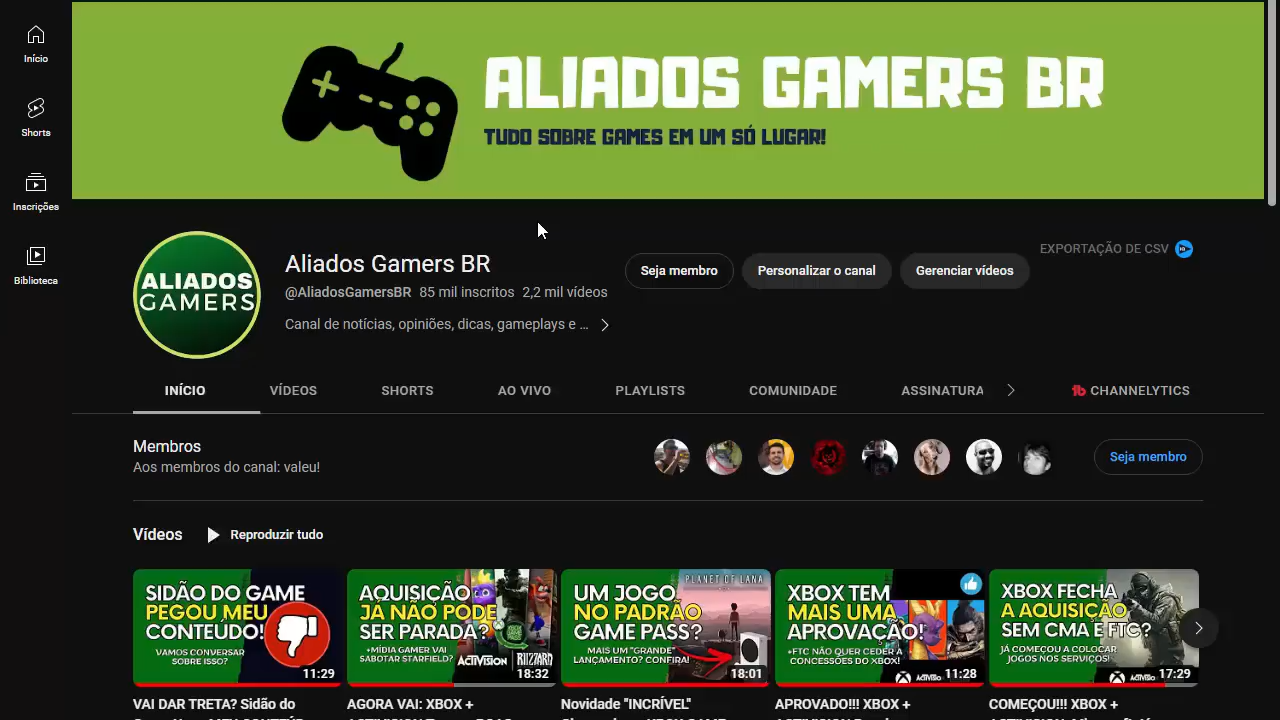 ALIADOS GAMERS BR
TUDO SOBRE GAMES EM UM SÓ LUGAR!
Início
Shorts
Inscrições
Biblioteca
ALIADOS
GAMERS
Aliados Gamers BR
@AliadosGamersBR 85 mil inscritos 2,2 mil vídeos
Canal de notícias, opiniões, dicas, gameplays e ...
Seja membro
Personalizar o canal
Gerenciar vídeos
EXPORTAÇÃO DE CSV
INÍCIO
VÍDEOS
SHORTS
AO VIVO
PLAYLISTS
COMUNIDADE
ASSINATURA
CHANNELYTICS
Membros
Aos membros do canal: valeu!
Seja membro
Vídeos
Reproduzir tudo
SIDÃO DO GAME
PEGOU MEU
CONTEÚDO!
VAMOS CONVERSAR
SOBRE ISSO?
11:29
AQUISIÇÃO
JÁ NÃO PODE
SER PARADA?
+MÍDIA GAMER VAI
SABOTAR STARFIELD?
ACTIVISION
BLIZZARD
18:32
PLANET OF LANA
UM JOGO
NO PADRÃO
GAME PASS?
MAIS UM "GRANDE"
LANÇAMENTO? CONFIRA!
18:01
XBOX TEM
MAIS UMA
APROVAÇÃO!
+FTC NÃO QUER CEDER A
CONCESSÕES DO XBOX!
11:28
XBOX FECHA
A AQUISIÇÃO
SEM CMA E FTC?
JÁ COMEÇOU A COLOCAR
JOGOS NOS SERVIÇOS!
17:29
VAI DAR TRETA? Sidão do
AGORA VAI: XBOX +
Novidade "INCRÍVEL"
APROVADO!!! XBOX +
COMEÇOU!!! XBOX +